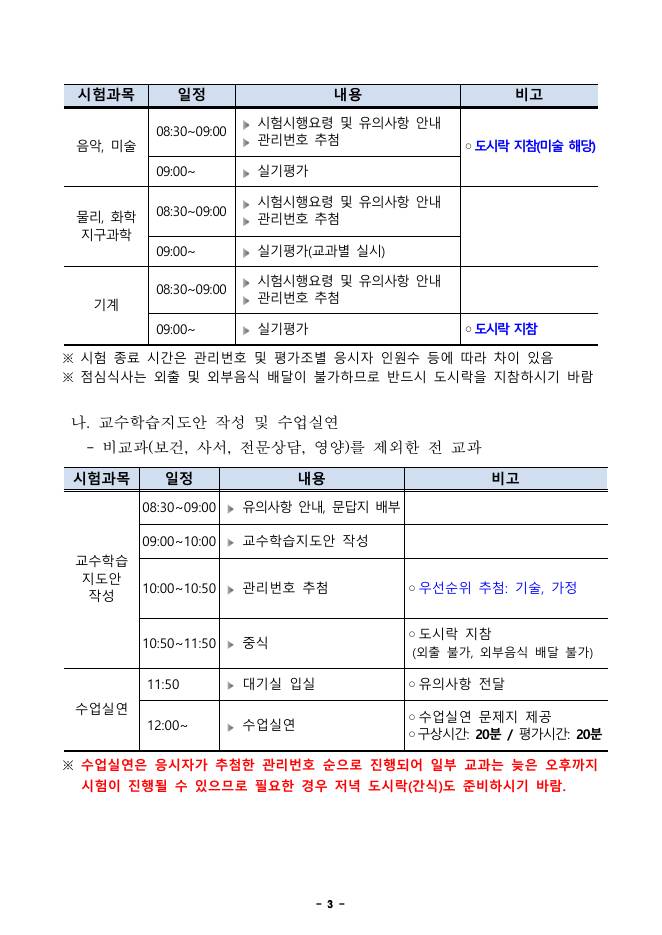 시험과목 일정 내용 비고
음악, 미술 08:30~09:00 ▶ 시험시행요령 및 유의사항 안내
▶ 관리번호 추첨
○ 도시락 지참(미술 해당)
09:00~ ▶ 실기평가
물리, 화학
지구과학
08:30~09:00 ▶ 시험시행요령 및 유의사항 안내
▶ 관리번호 추첨
09:00~ ▶ 실기평가(교과별 실시)
기계 08:30~09:00 ▶ 시험시행요령 및 유의사항 안내
▶ 관리번호 추첨
09:00~ ▶ 실기평가 ○ 도시락 지참
※ 시험 종료 시간은 관리번호 및 평가조별 응시자 인원수 등에 따라 차이 있음
※ 점심식사는 외출 및 외부음식 배달이 불가하므로 반드시 도시락을 지참하시기 바람
나. 교수학습지도안 작성 및 수업실연
- 비교과(보건, 사서, 전문상담, 영양)를 제외한 전 교과
시험과목 일정 내용 비고
교수학습
지도안
작성
08:30~09:00 ▶ 유의사항 안내, 문답지 배부
09:00~10:00 ▶ 교수학습지도안 작성
10:00~10:50 ▶ 관리번호 추첨 ○ 우선순위 추첨: 기술, 가정
10:50~11:50 ▶ 중식 ○ 도시락 지참
(외출 불가, 외부음식 배달 불가)
수업실연 11:50 ▶ 대기실 입실 ○ 유의사항 전달
12:00~ ▶ 수업실연 ○ 수업실연 문제지 제공
○ 구상시간: 20분 / 평가시간: 20분
※ 수업실연은 응시자가 추첨한 관리번호 순으로 진행되어 일부 교과는 늦은 오후까지
시험이 진행될 수 있으므로 필요한 경우 저녁 도시락(간식)도 준비하시기 바람.
- 3 -